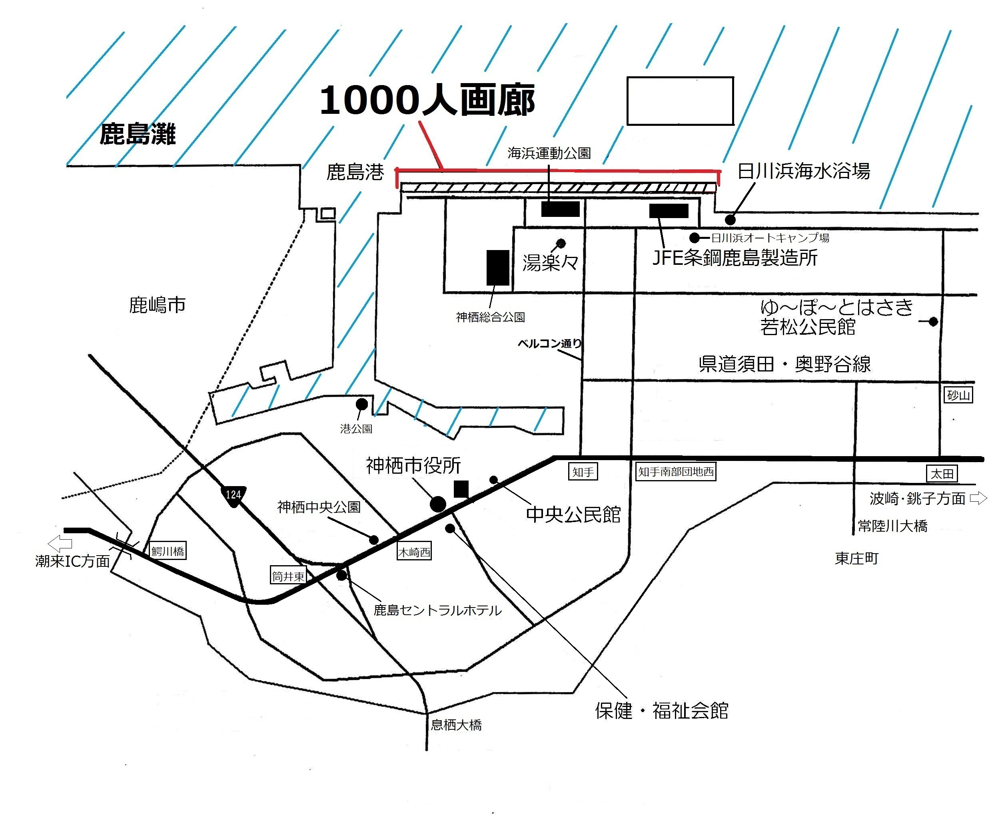 1000人画廊
鹿島灘
海浜運動公園
鹿島港
日川浜海水浴場
日川浜オートキャンプ場
JFE条鋼鹿島製造所
湯楽々
鹿嶋市
神栖総合公園
ゆ〜ぽ〜とはさき
若松公民館
ベルコン通り
県道須田・奥野谷線
砂山
港公園
神栖市役所
知手
知手南部団地西
太田
124
波崎・銚子方面
神栖中央公園
中央公民館
常陸川大橋
鰐川橋
木崎西
潮来IC方面
東庄町
筒井東
鹿島セントラルホテル
保健・福祉会館
息栖大橋